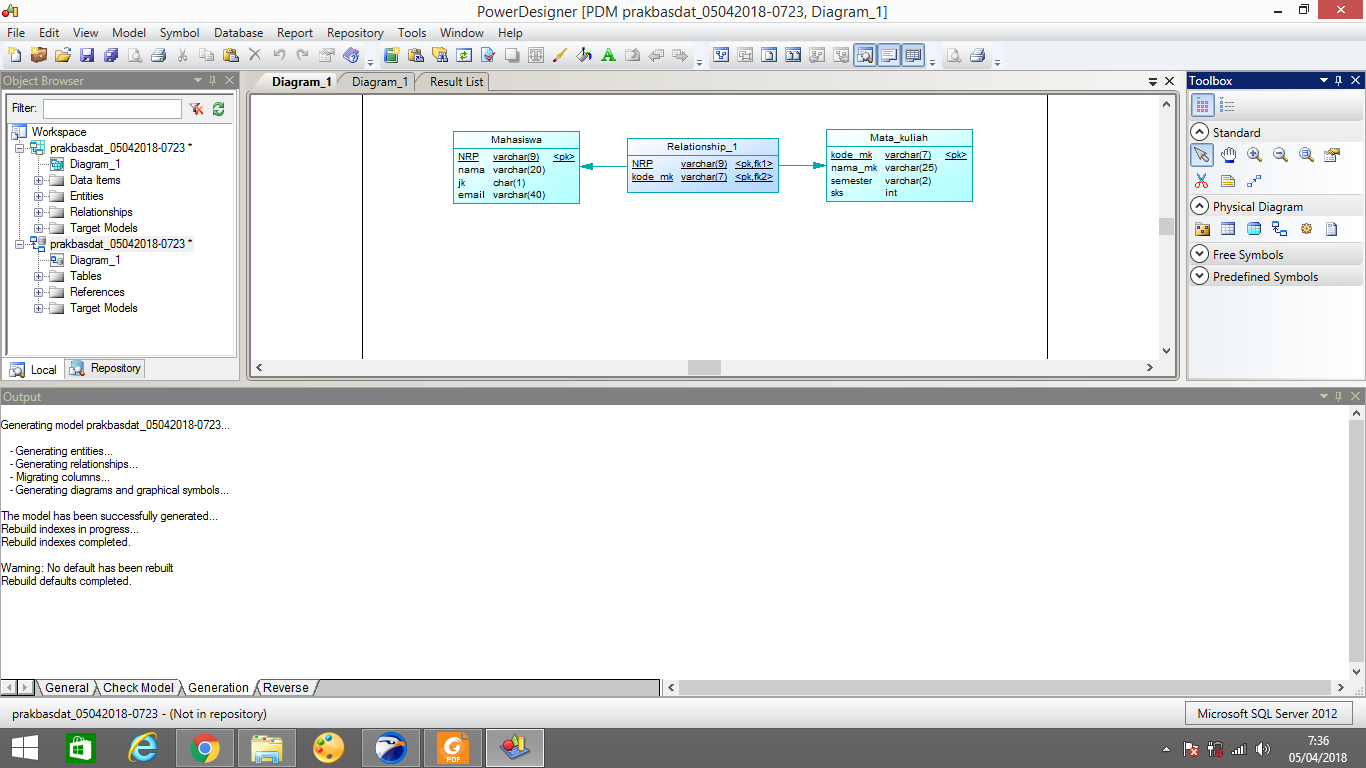 PowerDesigner [PDM prakbasdat_05042018-0723, Diagram_1]
File Edit View Model Symbol Database Report Repository Tools Window Help
Object Browser
Filter:
Workspace
prakbasdat_05042018-0723 *
Diagram_1
Data Items
Entities
Relationships
Target Models
prakbasdat_05042018-0723 *
Diagram_1
Tables
References
Target Models
Local Repository
Diagram_1 Diagram_1 Result List
Mahasiswa
NRP varchar(9) <pk>
nama varchar(20)
jk char(1)
email varchar(40)
Relationship_1
NRP varchar(9) <pk,fk1>
kode_mk varchar(7) <pk,fk2>
Mata_kuliah
kode_mk varchar(7) <pk>
nama_mk varchar(25)
semester varchar(2)
sks int
Toolbox
Standard
Physical Diagram
Free Symbols
Predefined Symbols
Output
Generating model prakbasdat_05042018-0723...
- Generating entities...
- Generating relationships...
- Migrating columns...
- Generating diagrams and graphical symbols...
The model has been successfully generated...
Rebuild indexes in progress...
Rebuild indexes completed.
Warning: No default has been rebuilt
Rebuild defaults completed.
General Check Model Generation Reverse
prakbasdat_05042018-0723 - (Not in repository)
Microsoft SQL Server 2012
PDF
7:36
05/04/2018